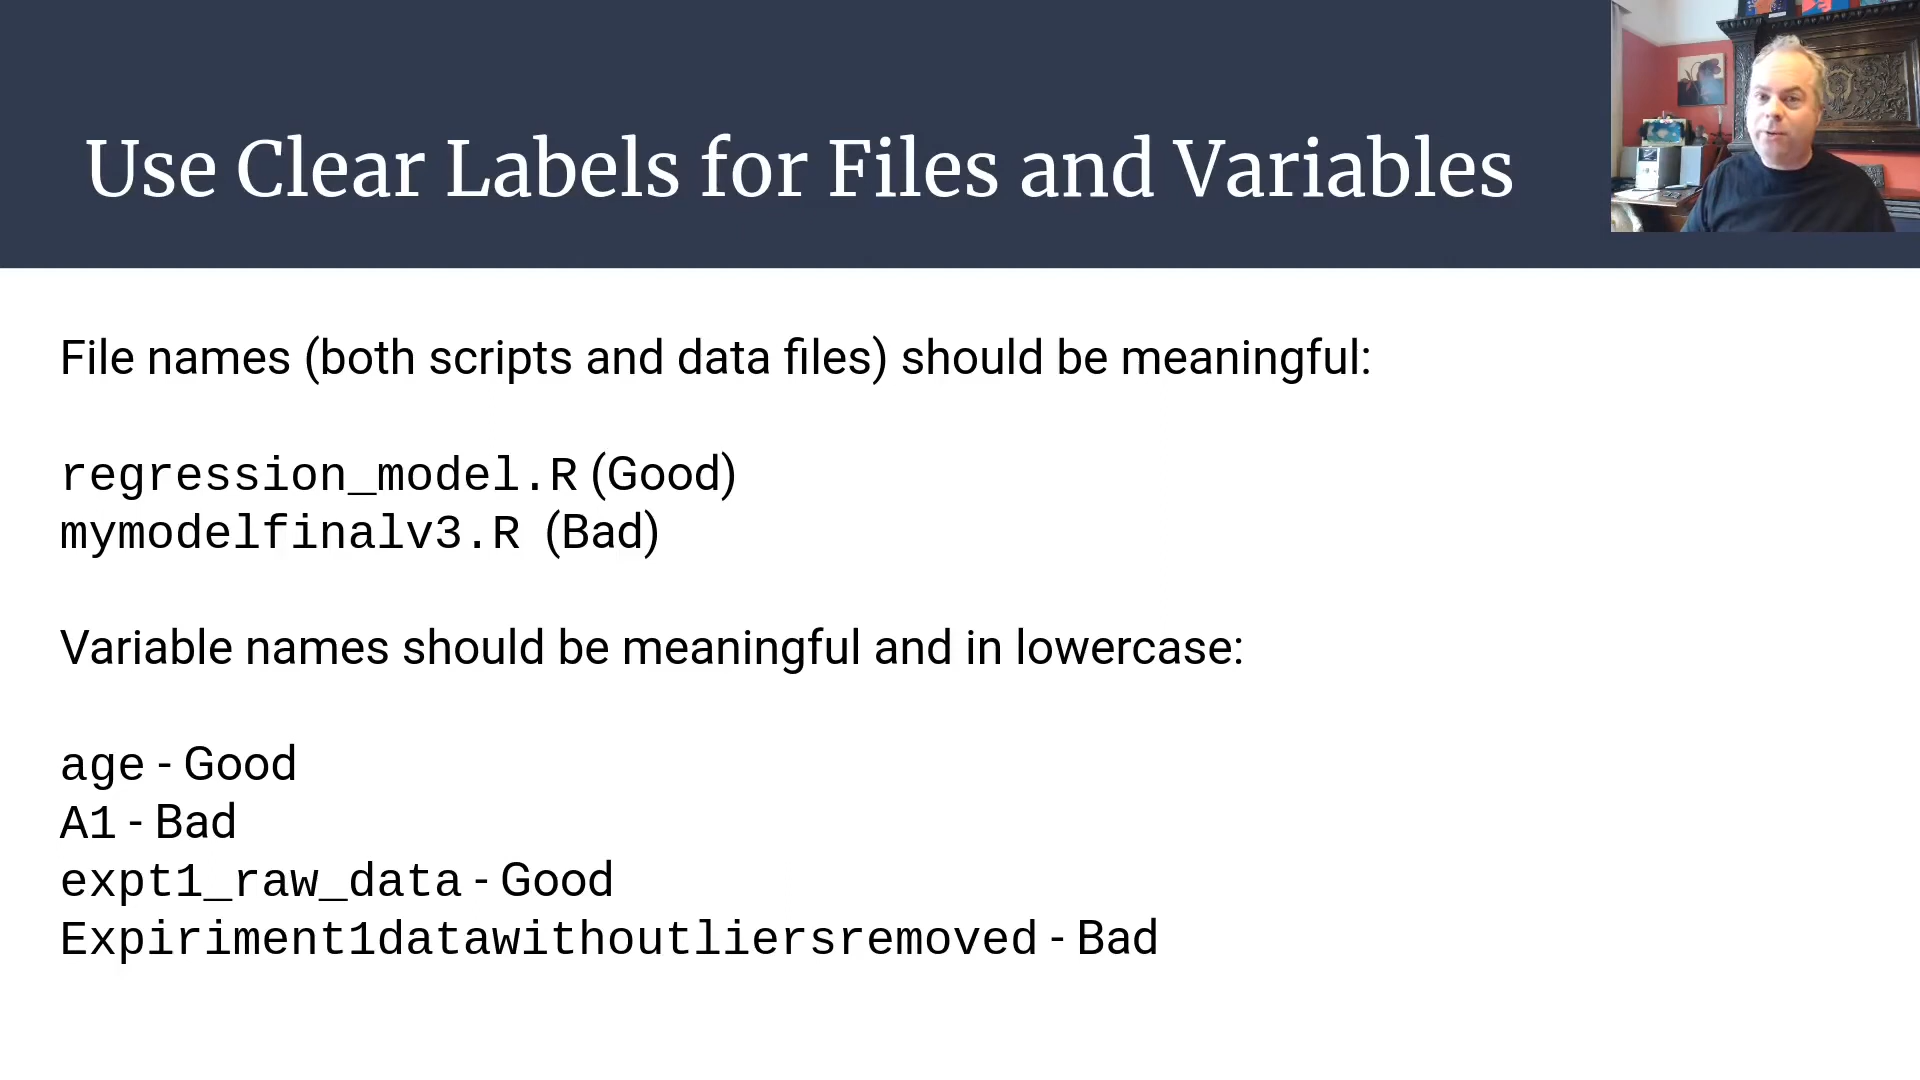 Use Clear Labels for Files and Variables
File names (both scripts and data files) should be meaningful:
regression_model.R (Good)
mymodelfinalv3.R (Bad)
Variable names should be meaningful and in lowercase:
age - Good
A1 - Bad
expt1_raw_data - Good
Expiriment1datawithoutliersremoved - Bad